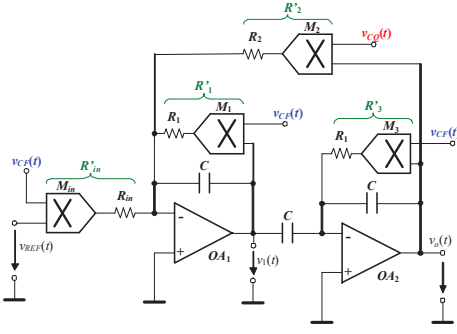 R'2
M2
R2
vCO(t)
R'1
M1
R1
vCF(t)
R'3
M3
R1
vCF(t
vCF(t)
R'in
Min
Rin
C
C
C
-
+
OA1
-
+
OA2
vREF(t)
v1(t)
vo(t)